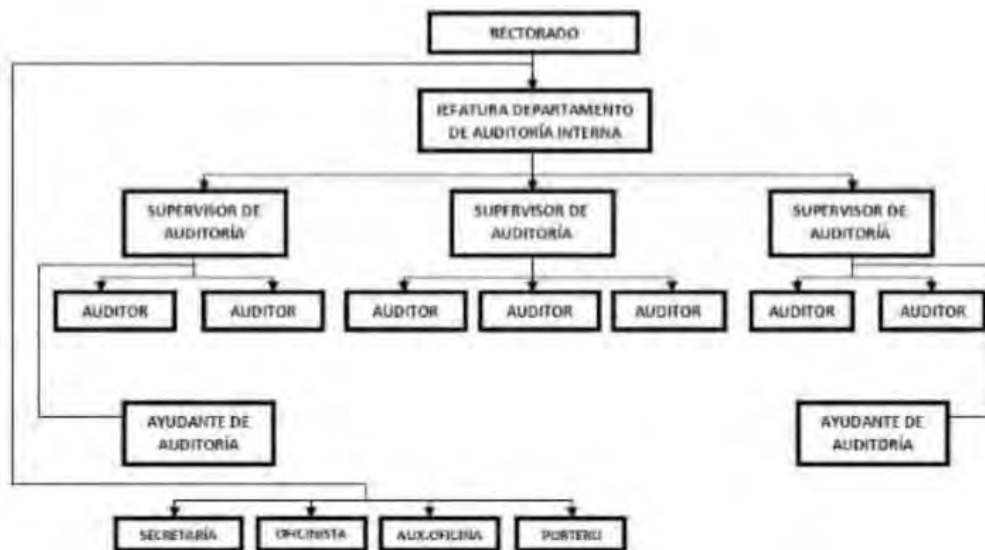 RECTORADO
JEFATURA DEPARTAMENTO
DE AUDITORÍA INTERNA
SUPERVISOR DE
AUDITORÍA
SUPERVISOR DE
AUDITORÍA
SUPERVISOR DE
AUDITORÍA
AUDITOR
AUDITOR
AUDITOR
AUDITOR
AUDITOR
AUDITOR
AUDITOR
AYUDANTE DE
AUDITORÍA
AYUDANTE DE
AUDITORÍA
SECRETARÍA
OFICINISTA
AUX.OFICINA
PORTERO